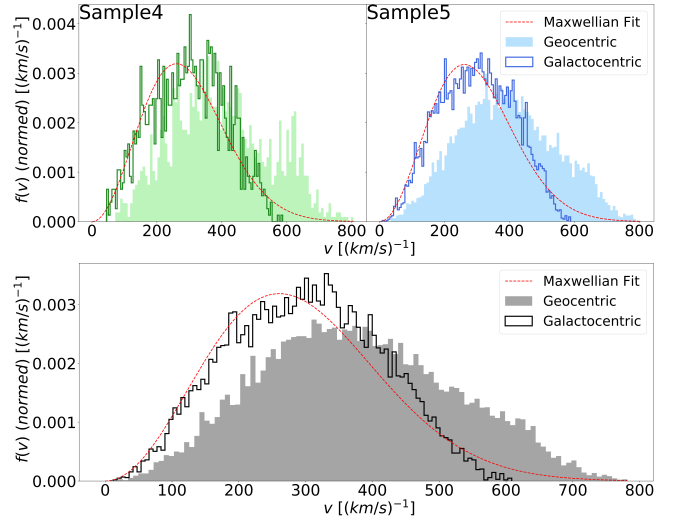 Sample4
Sample5
f(v) (normed) [(km/s)⁻¹]
0.004
0.003
0.002
0.001
0.000
Maxwellian Fit
Geocentric
Galactocentric
0 200 400 600 800
0 200 400 600 800
v [(km/s)⁻¹]
v [(km/s)⁻¹]
f(v) (normed) [(km/s)⁻¹]
0.003
0.002
0.001
0.000
Maxwellian Fit
Geocentric
Galactocentric
0 100 200 300 400 500 600 700 800
v [(km/s)⁻¹]